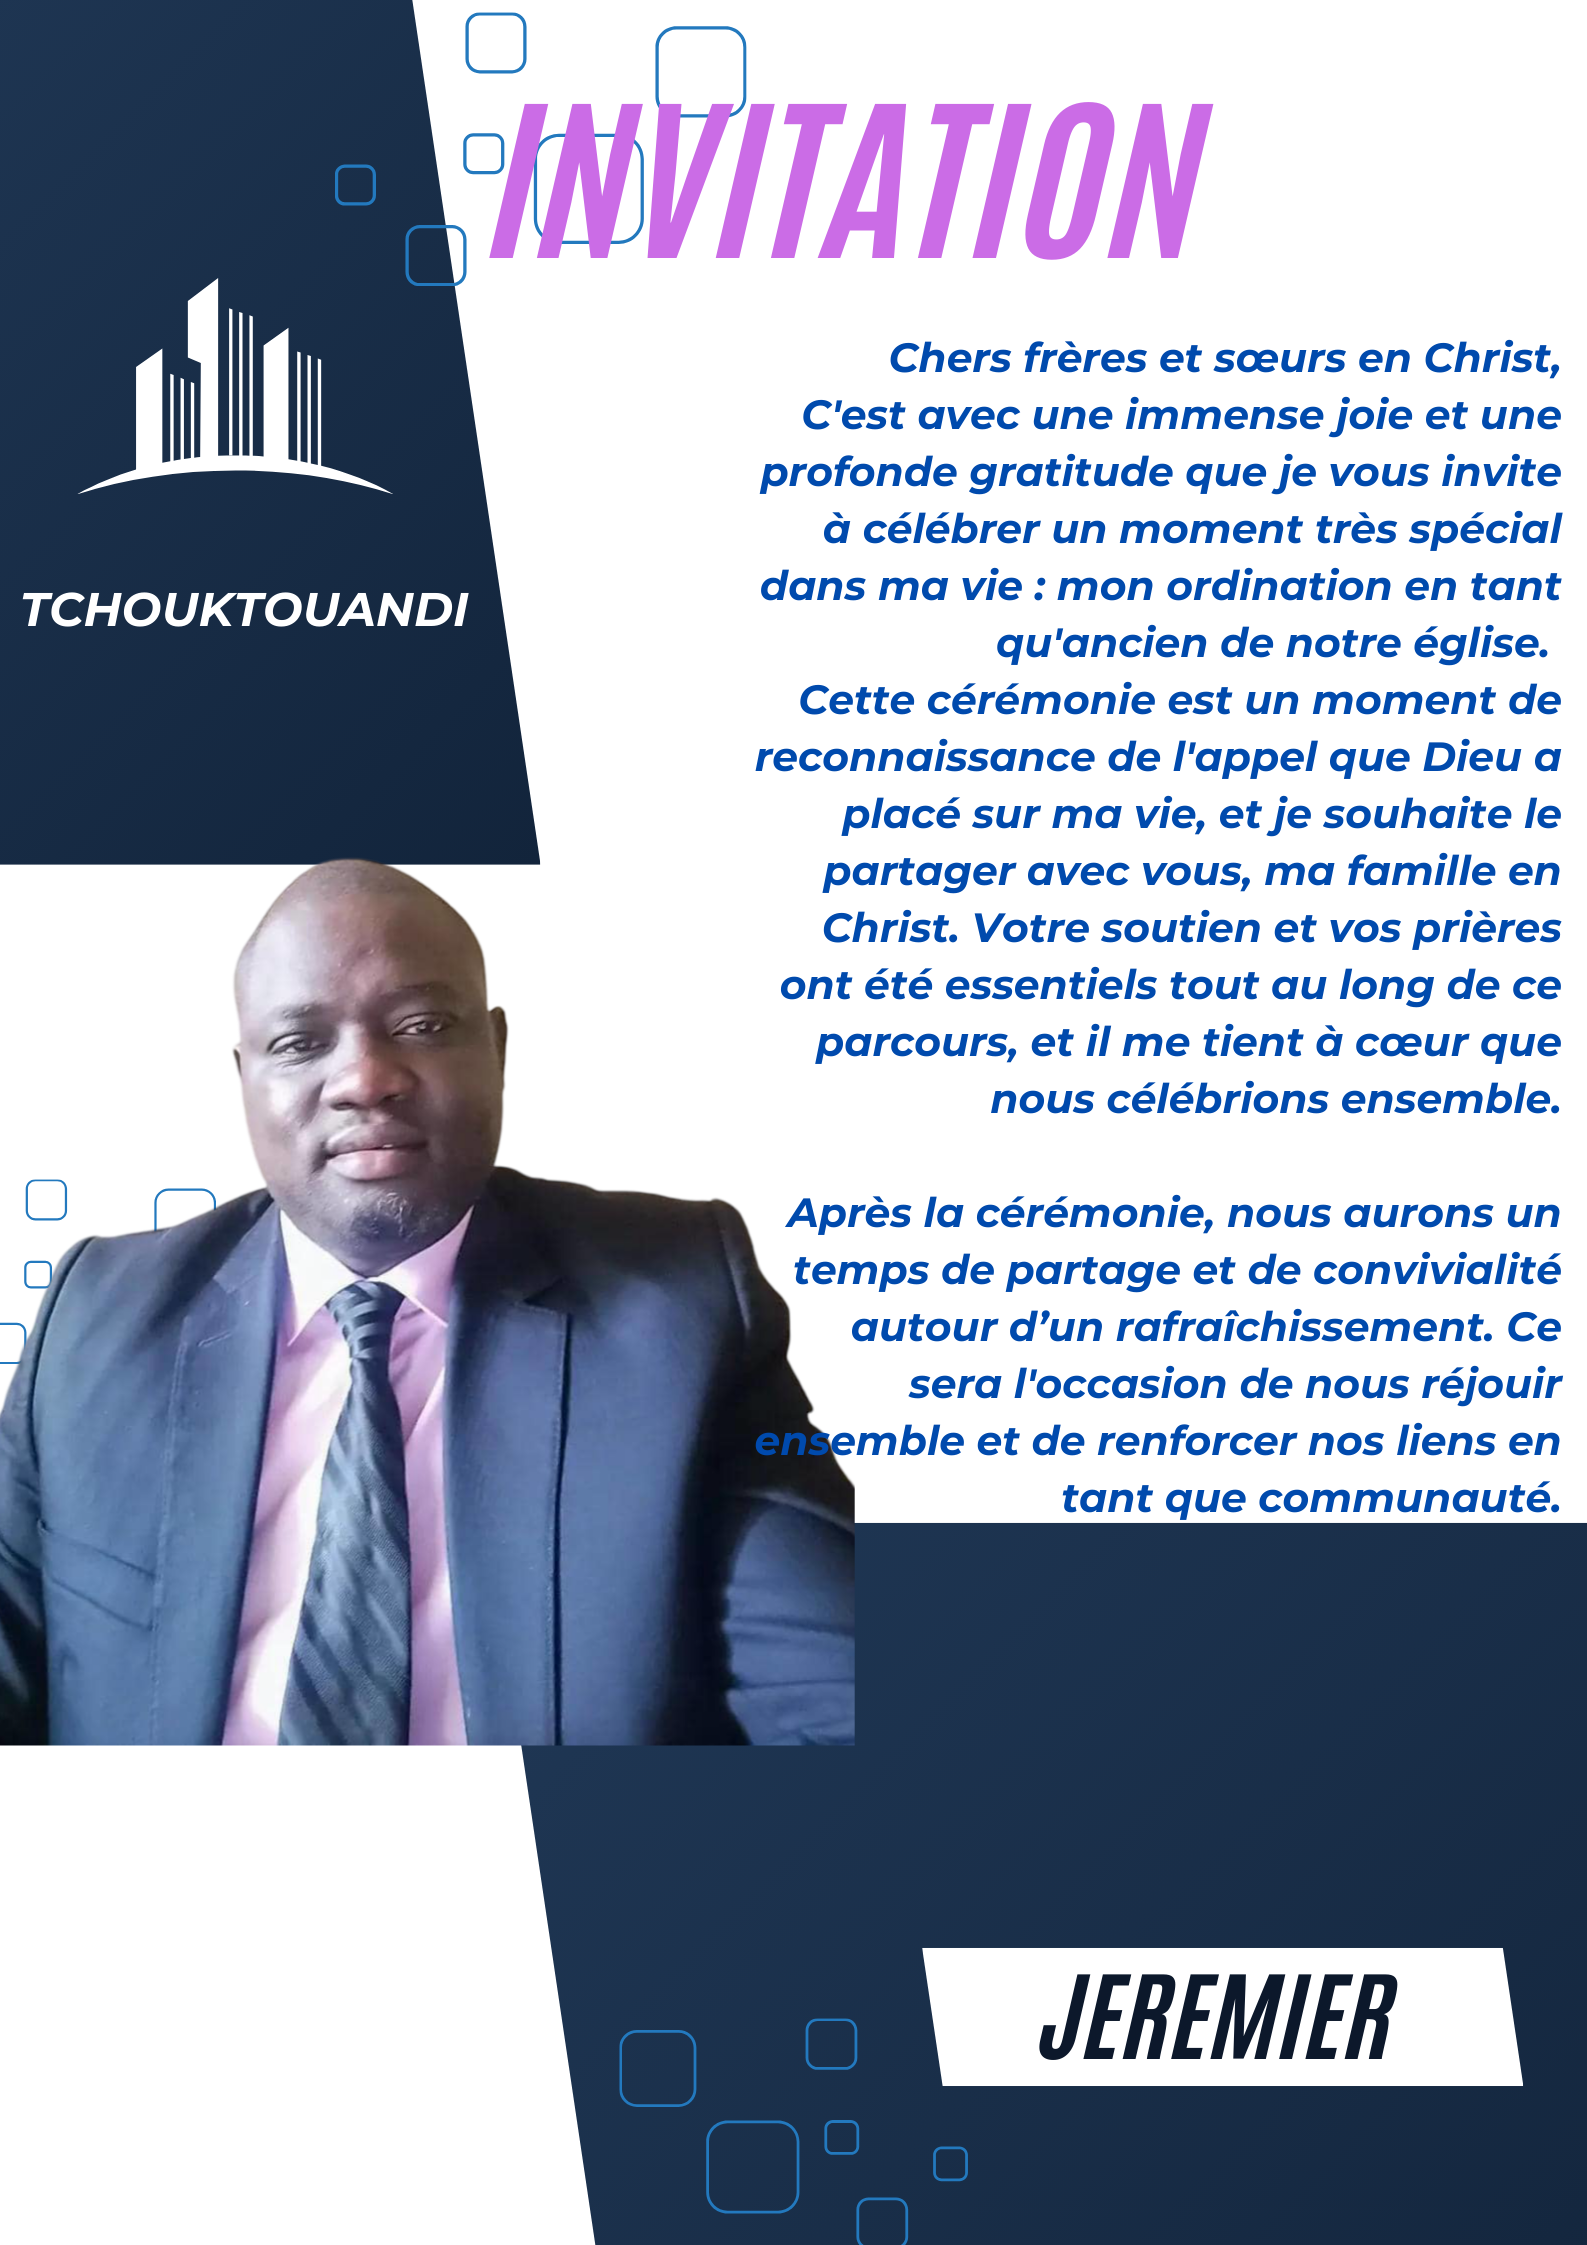 INVITATION
Chers frères et sœurs en Christ,
C'est avec une immense joie et une
profonde gratitude que je vous invite
à célébrer un moment très spécial
dans ma vie : mon ordination en tant
qu'ancien de notre église.
Cette cérémonie est un moment de
reconnaissance de l'appel que Dieu a
placé sur ma vie, et je souhaite le
partager avec vous, ma famille en
Christ. Votre soutien et vos prières
ont été essentiels tout au long de ce
parcours, et il me tient à cœur que
nous célébrions ensemble.
Après la cérémonie, nous aurons un
temps de partage et de convivialité
autour d’un rafraîchissement. Ce
sera l'occasion de nous réjouir
ensemble et de renforcer nos liens en
tant que communauté.
TCHOUKTOUANDI
JEREMIER